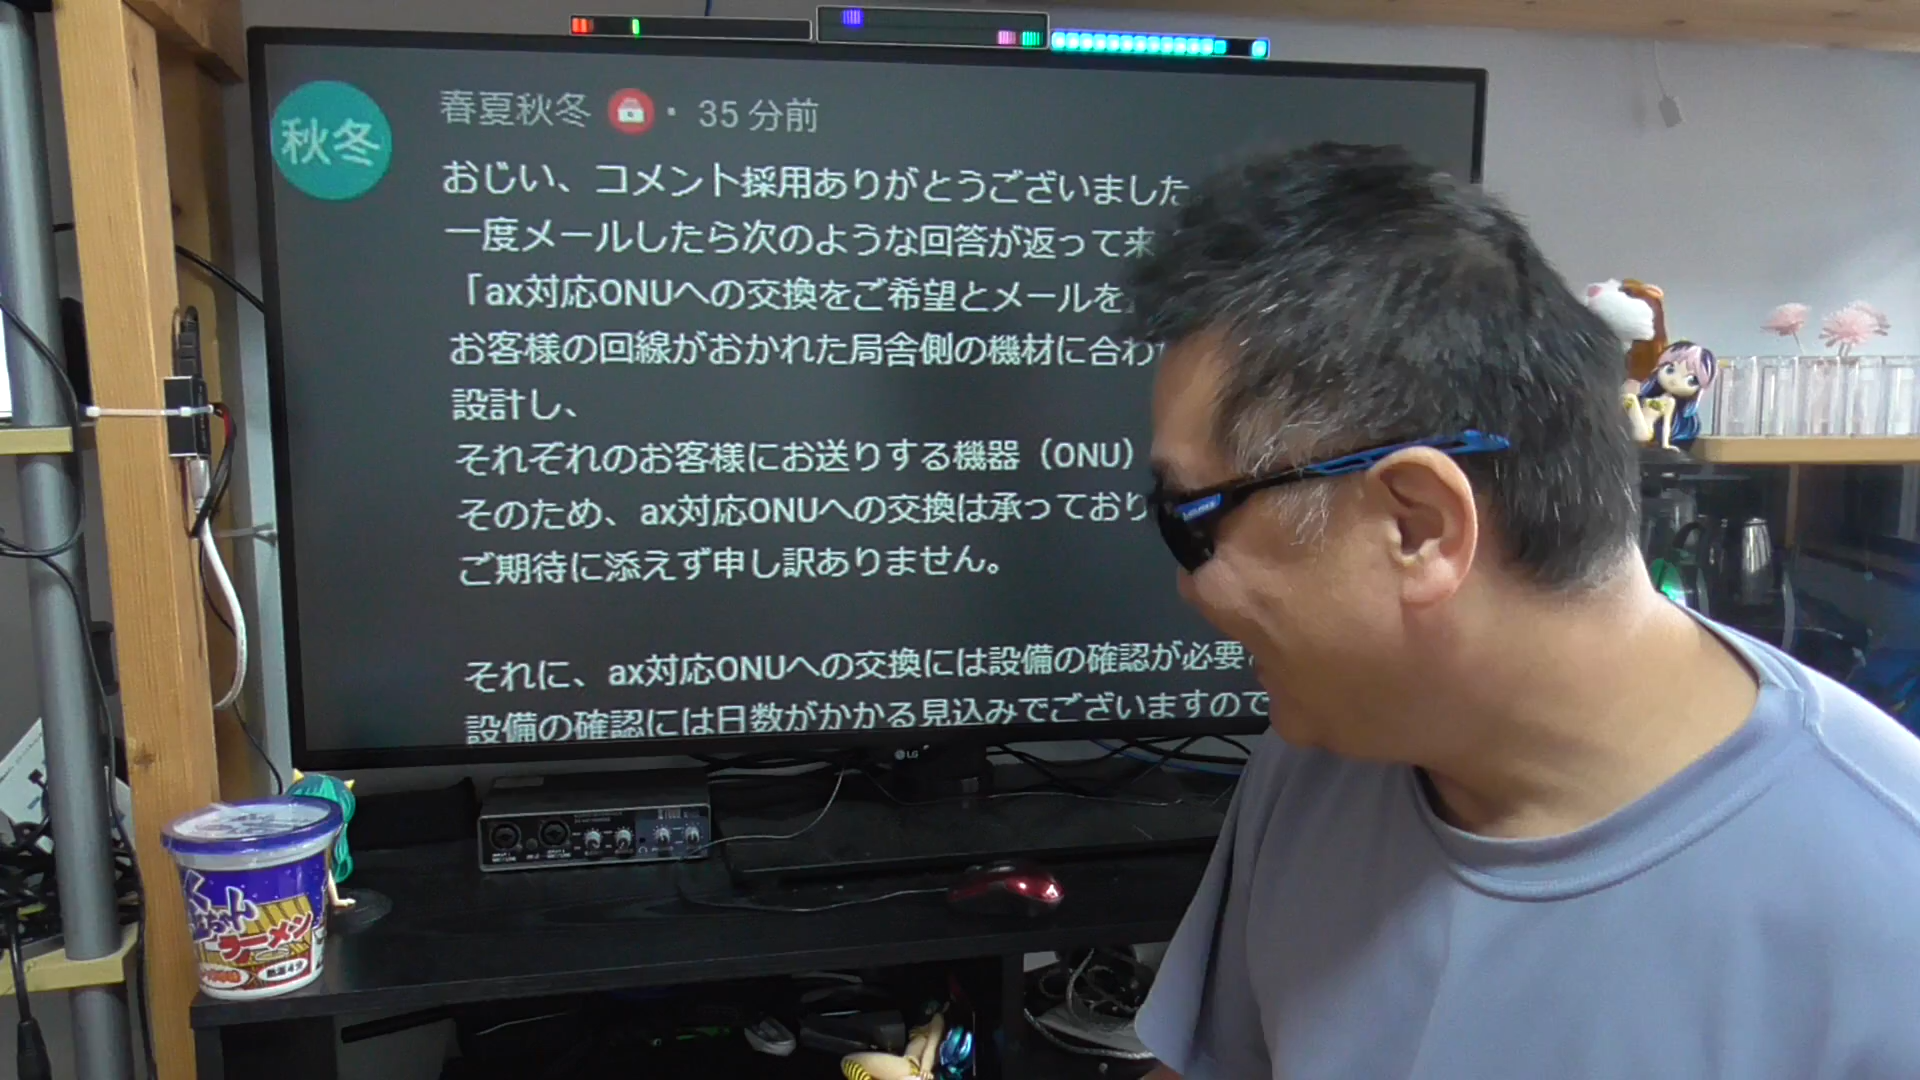 秋冬
春夏秋冬 ・ 35 分前
おじい、コメント採用ありがとうございました
一度メールしたら次のような回答が返って来
「ax対応ONUへの交換をご希望とメールを
お客様の回線がおかれた局舎側の機材に合わ
設計し、
それぞれのお客様にお送りする機器（ONU）
そのため、ax対応ONUへの交換は承っており
ご期待に添えず申し訳ありません。
それに、ax対応ONUへの交換には設備の確認が必要
設備の確認には日数がかかる見込みでございますので
LG
ラーメン